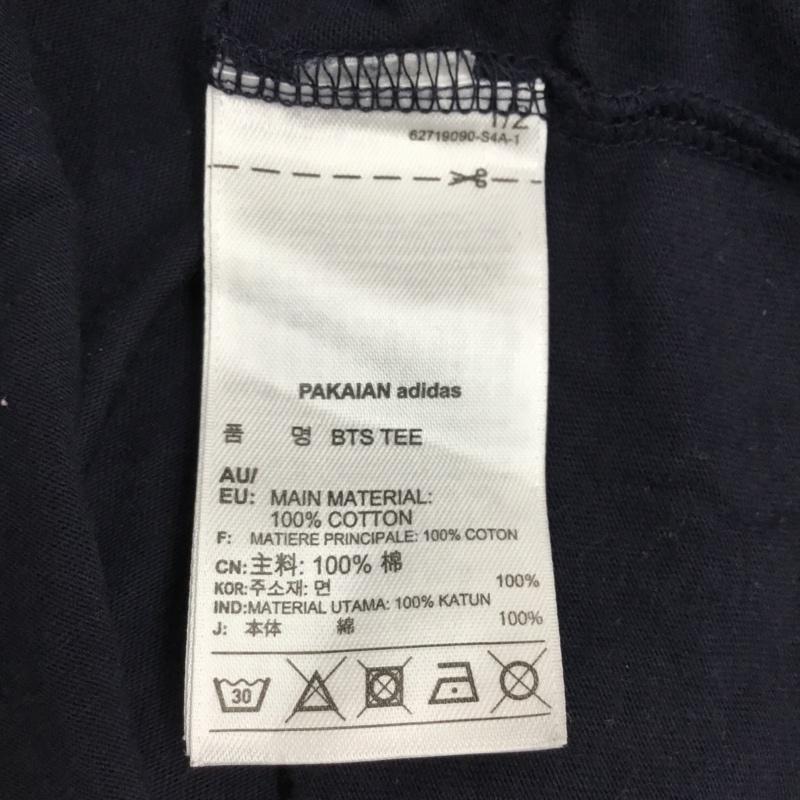 1/2
62719090-S4A-1
PAKAIAN adidas
품 명 BTS TEE
AU/
EU: MAIN MATERIAL:
100% COTTON
F: MATIERE PRINCIPALE: 100% COTON
CN:主料: 100% 棉
KOR:주소재: 면 100%
IND:MATERIAL UTAMA: 100% KATUN
J: 本体 綿 100%
30